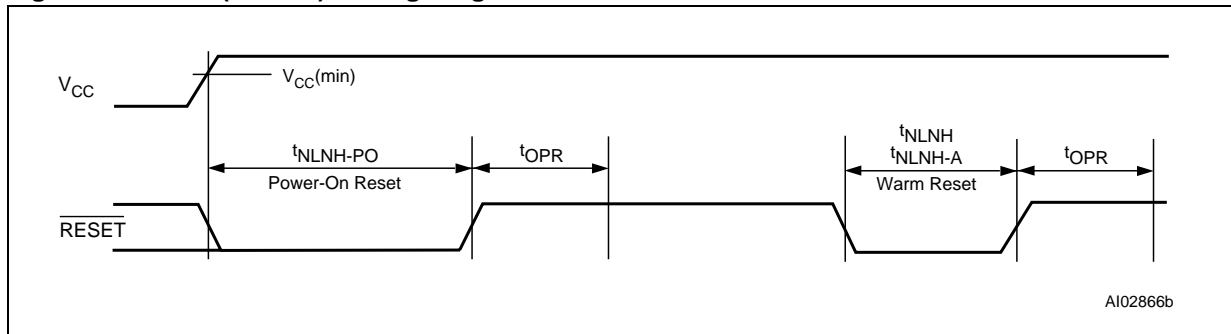 VCC
VCC(min)
tNLNH-PO
Power-On Reset
tOPR
tNLNH
tNLNH-A
Warm Reset
tOPR
RESET
AI02866b